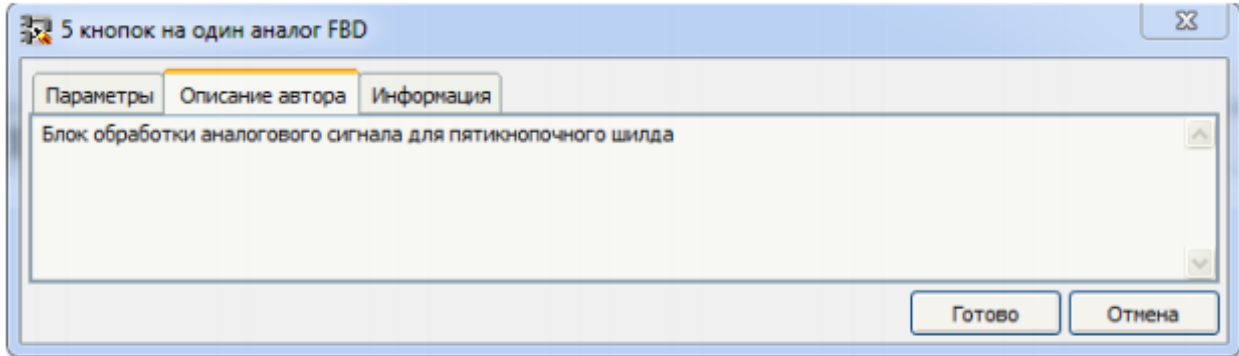 5 кнопок на один аналог FBD
Параметры Описание автора Информация
Блок обработки аналогового сигнала для пятикнопочного шилда
Готово Отмена